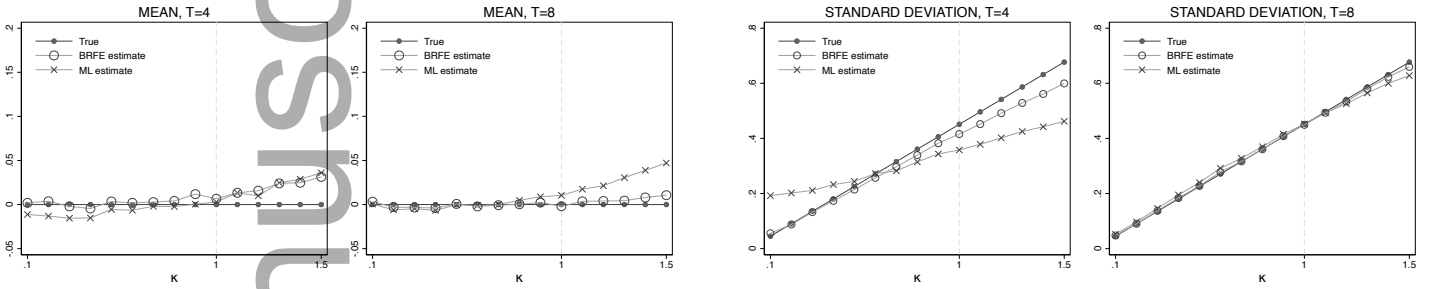 MEAN, T=4
.2
.15
.1
.05
0
-.05
True
BRFE estimate
ML estimate
.1
1
1.5
κ
MEAN, T=8
.2
.15
.1
.05
0
-.05
True
BRFE estimate
ML estimate
.1
1
1.5
κ
STANDARD DEVIATION, T=4
.8
.6
.4
.2
0
True
BRFE estimate
ML estimate
.1
1
1.5
κ
STANDARD DEVIATION, T=8
.8
.6
.4
.2
0
True
BRFE estimate
ML estimate
.1
1
1.5
κ